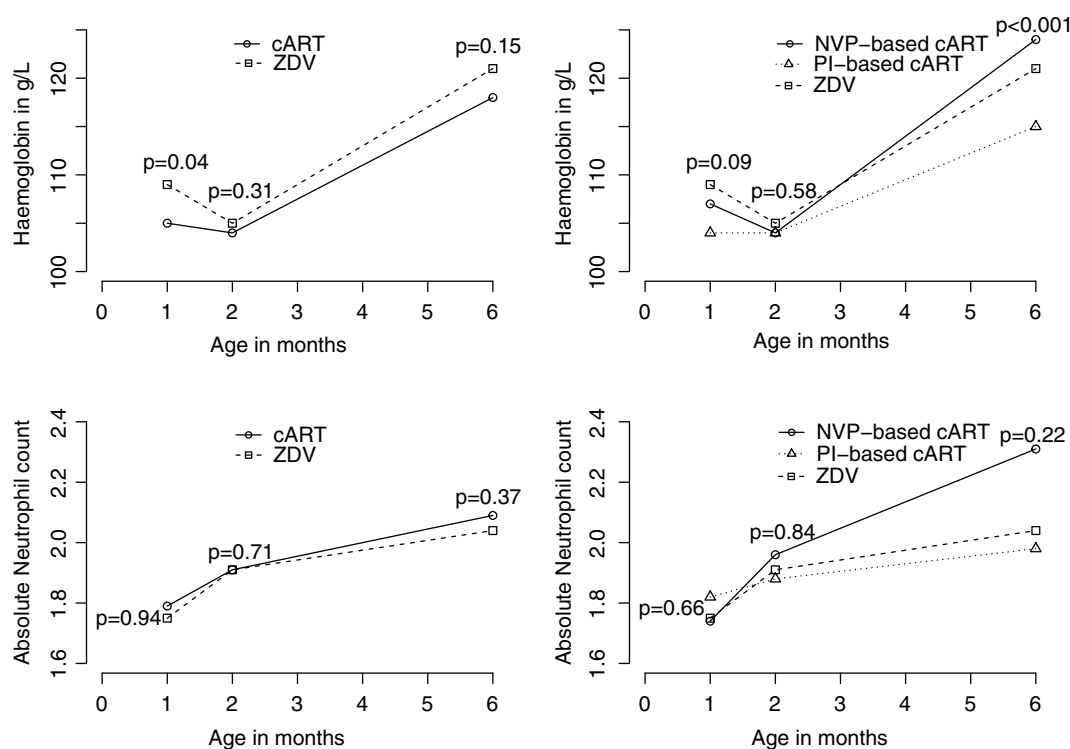 cART
ZDV
p=0.15
p=0.04
p=0.31
Haemoglobin in g/L
100
110
120
0 1 2 3 4 5 6
Age in months
NVP−based cART
PI−based cART
ZDV
p<0.001
p=0.09
p=0.58
Haemoglobin in g/L
100
110
120
0 1 2 3 4 5 6
Age in months
cART
ZDV
p=0.37
p=0.71
p=0.94
Absolute Neutrophil count
1.6
1.8
2.0
2.2
2.4
0 1 2 3 4 5 6
Age in months
NVP−based cART
PI−based cART
ZDV
p=0.22
p=0.84
p=0.66
Absolute Neutrophil count
1.6
1.8
2.0
2.2
2.4
0 1 2 3 4 5 6
Age in months